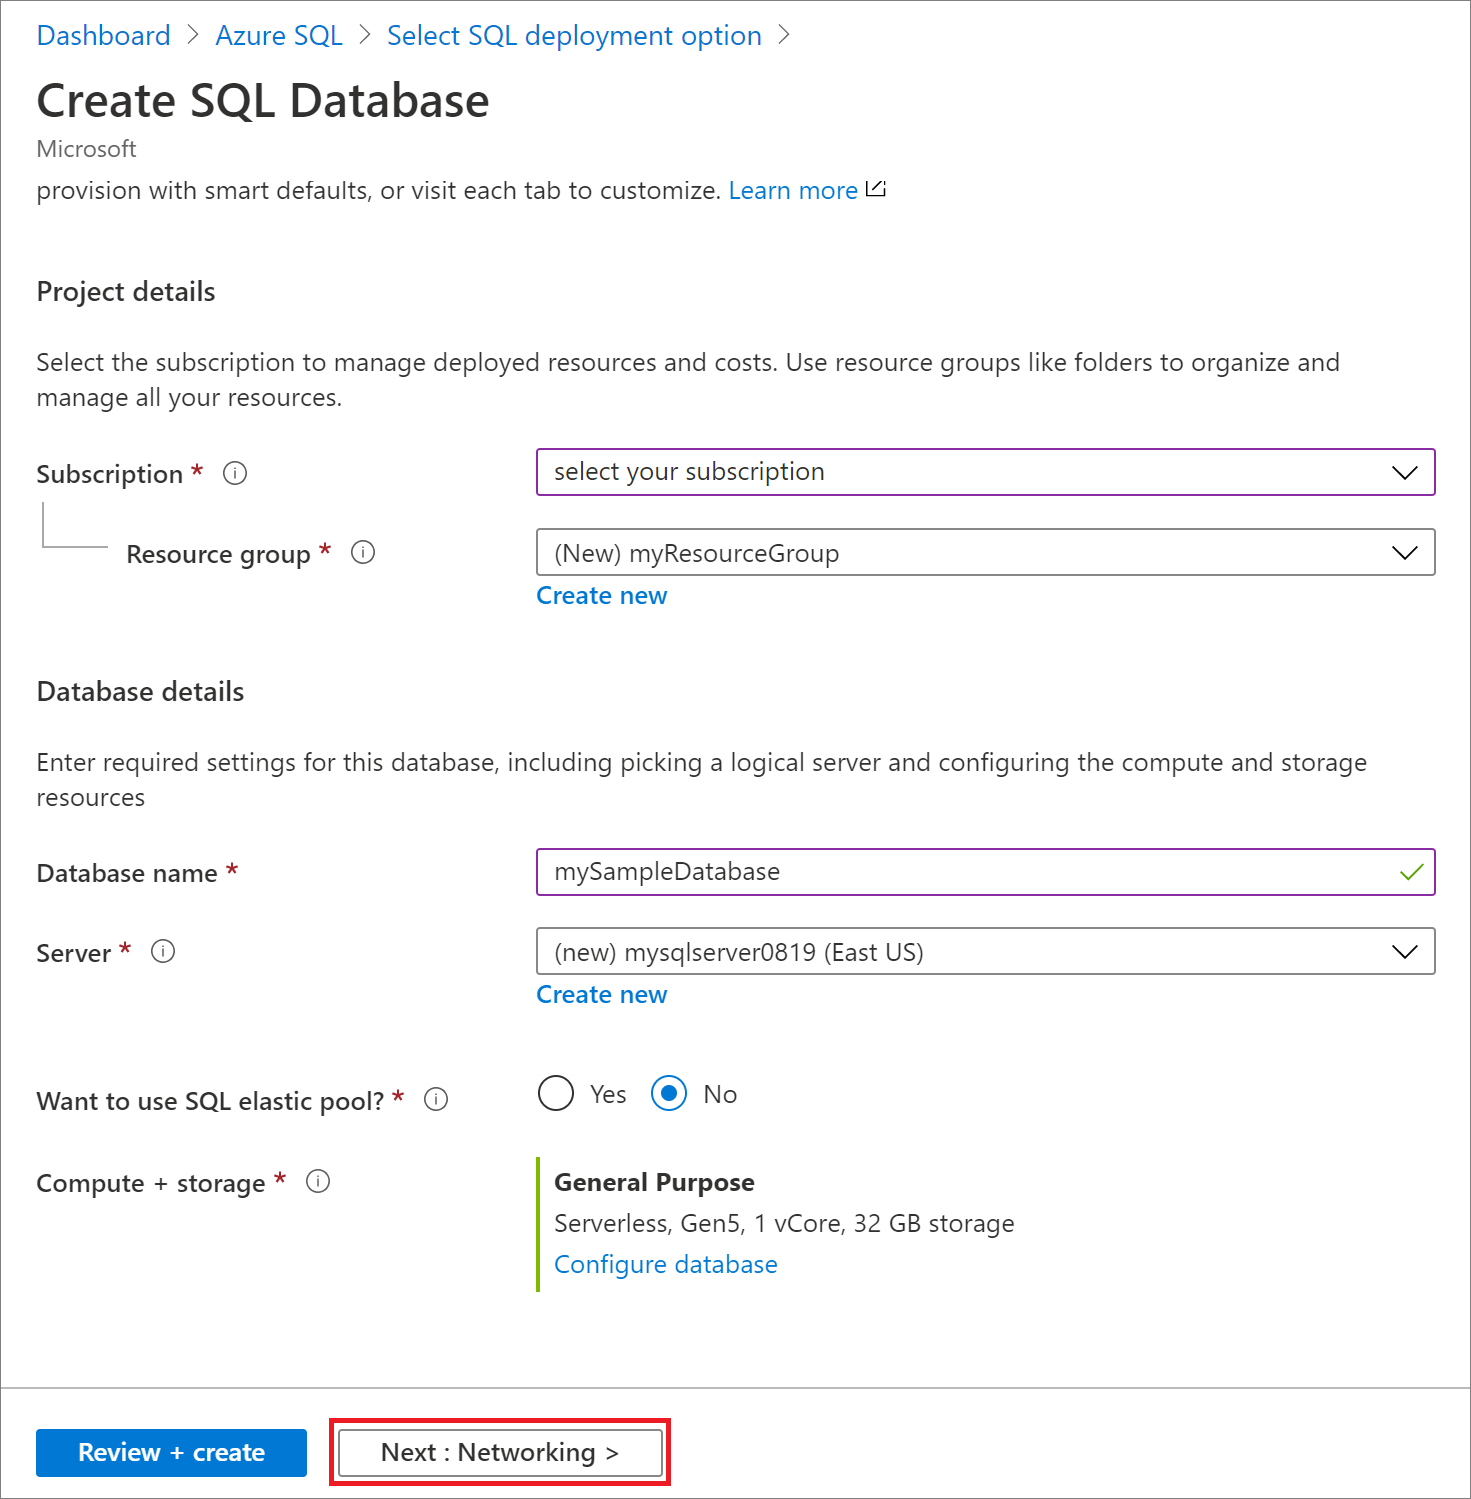 Dashboard > Azure SQL > Select SQL deployment option >
Create SQL Database
Microsoft
provision with smart defaults, or visit each tab to customize. Learn more
Project details
Select the subscription to manage deployed resources and costs. Use resource groups like folders to organize and
manage all your resources.
Subscription * select your subscription
Resource group * (New) myResourceGroup
Create new
Database details
Enter required settings for this database, including picking a logical server and configuring the compute and storage
resources
Database name * mySampleDatabase
Server * (new) mysqlserver0819 (East US)
Create new
Want to use SQL elastic pool? * Yes No
Compute + storage * General Purpose
Serverless, Gen5, 1 vCore, 32 GB storage
Configure database
Review + create Next : Networking >